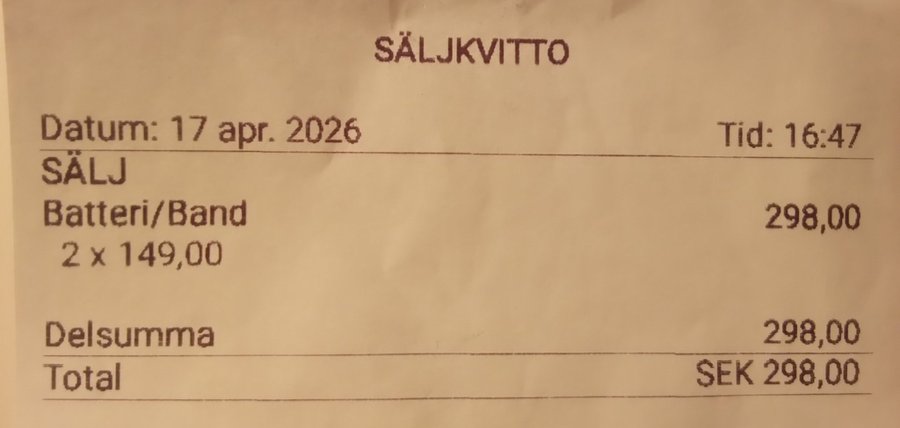 SÄLJKVITTO
Datum: 17 apr. 2026 Tid: 16:47
SÄLJ
Batteri/Band 298,00
2 x 149,00
Delsumma 298,00
Total SEK 298,00